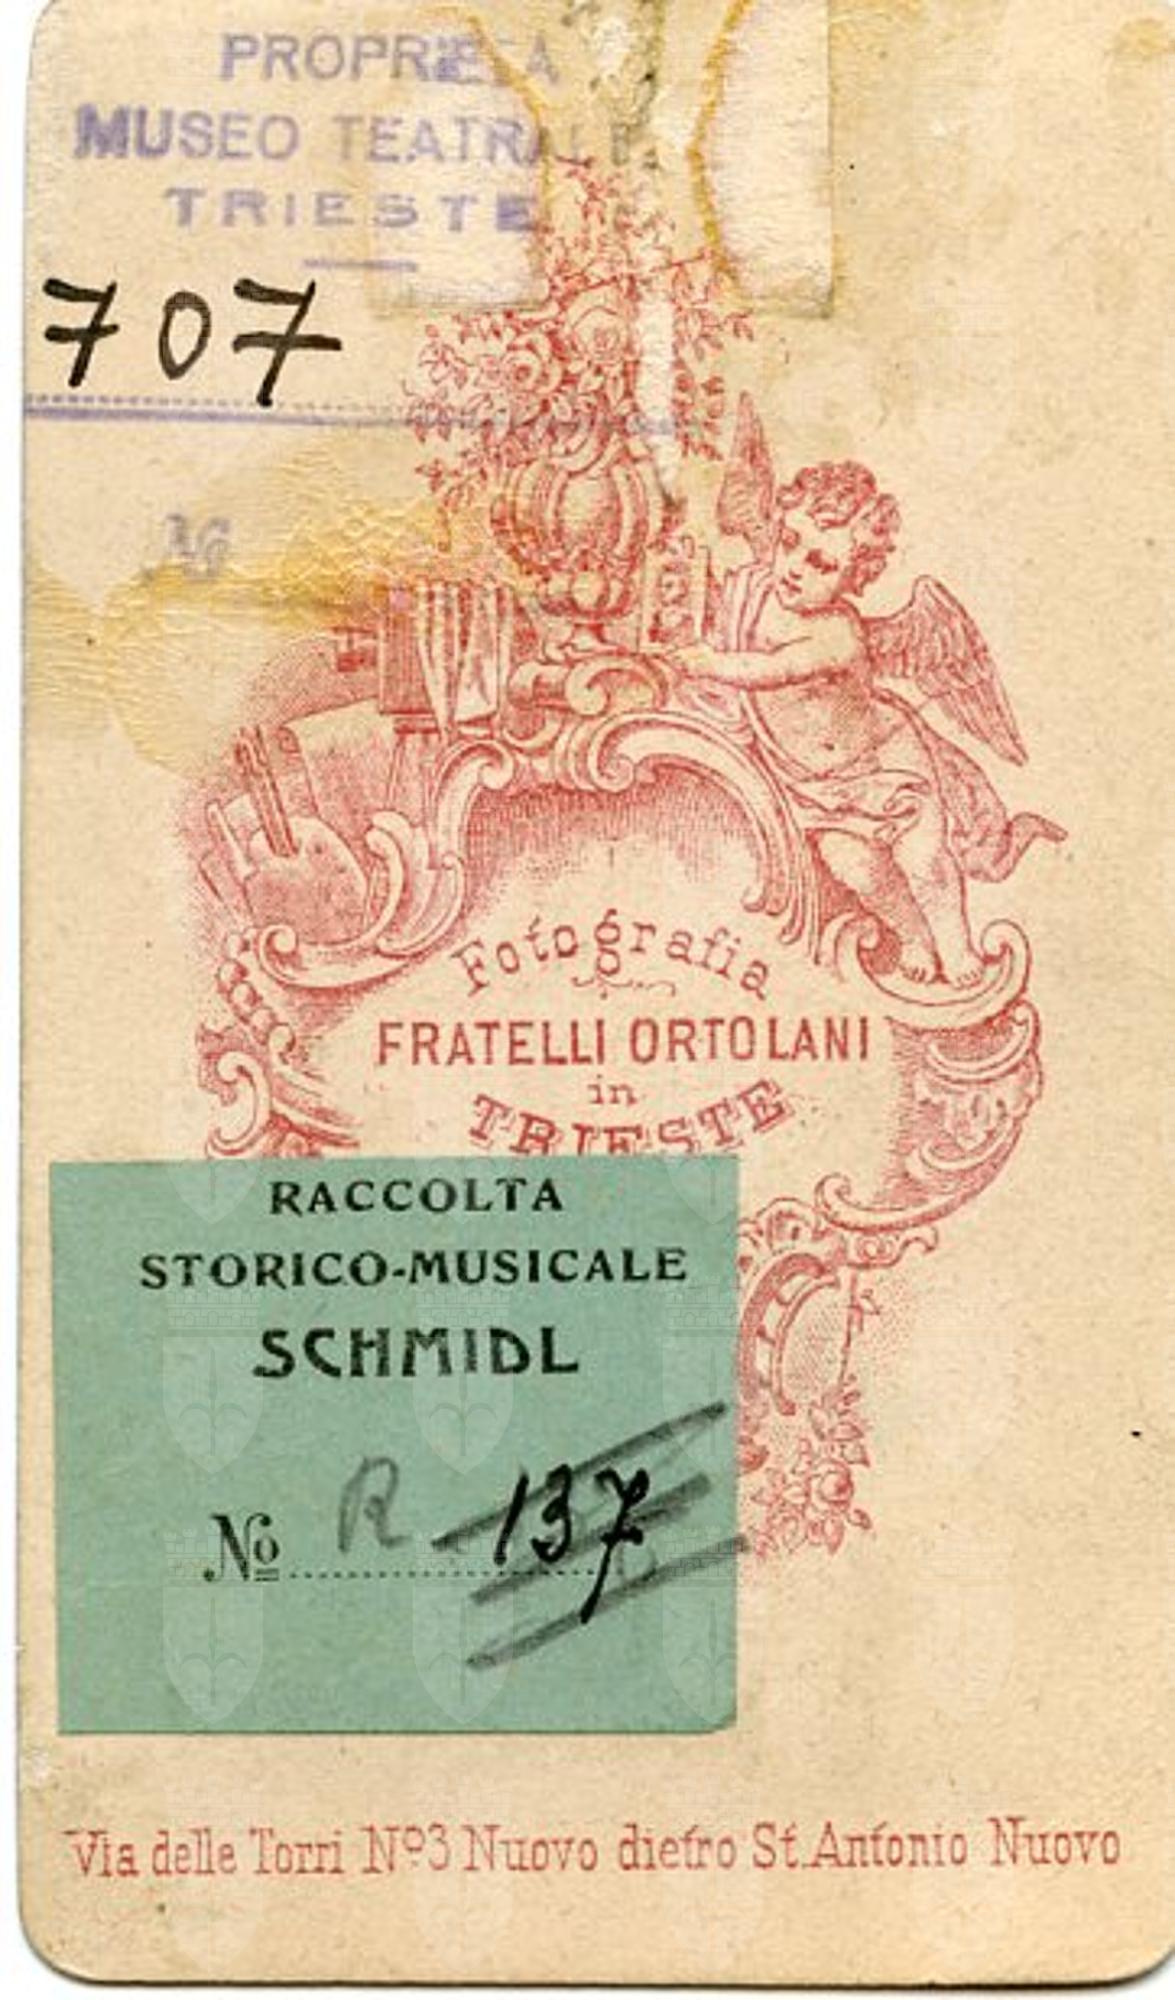 PROPRIETA
MUSEO TEATRALE
TRIESTE
707
Fotografia
FRATELLI ORTOLANI
in
TRIESTE
RACCOLTA
STORICO-MUSICALE
SCHMIDL
No R 137
Via delle Torri No3 Nuovo dietro St. Antonio Nuovo